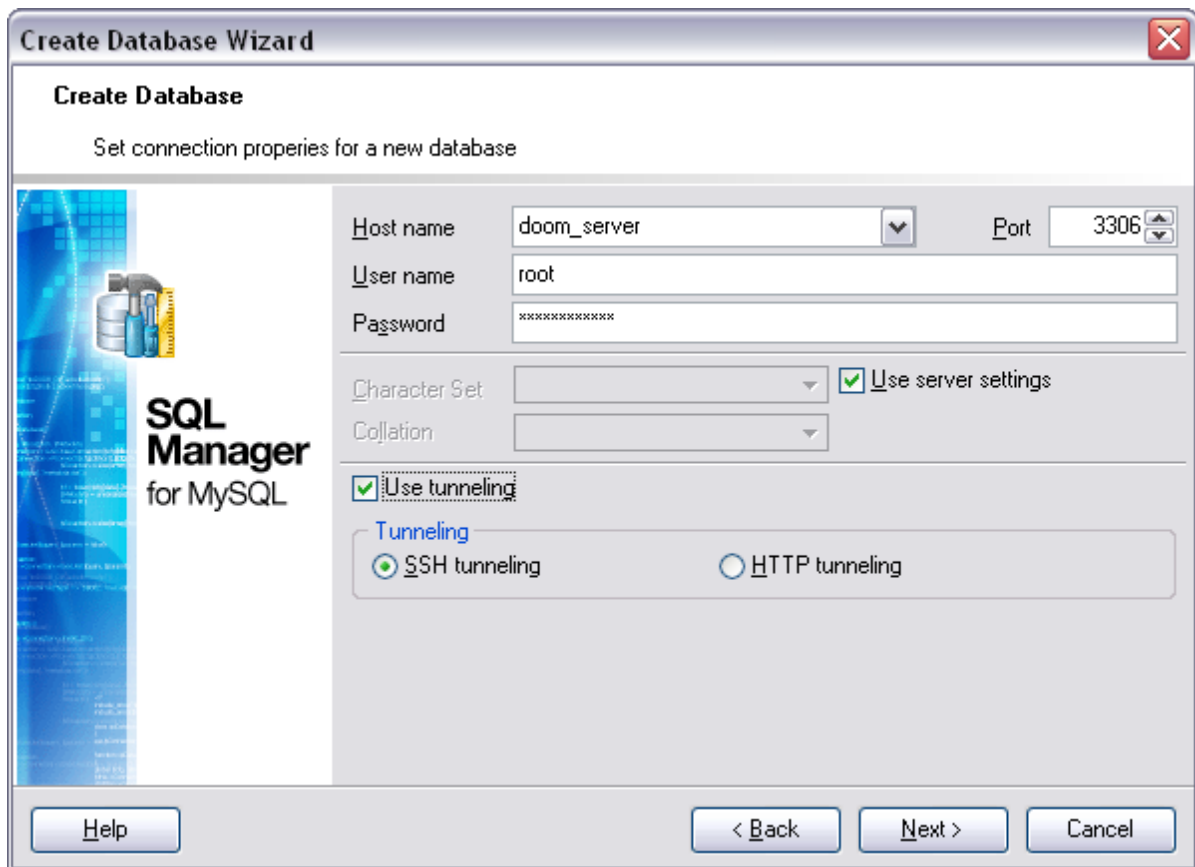 Create Database Wizard
Create Database
Set connection properies for a new database
Host name doom_server Port 3306
User name root
Password ************
Character Set Use server settings
Collation
SQL
Manager
for MySQL
Use tunneling
Tunneling
SSH tunneling HTTP tunneling
Help < Back Next > Cancel